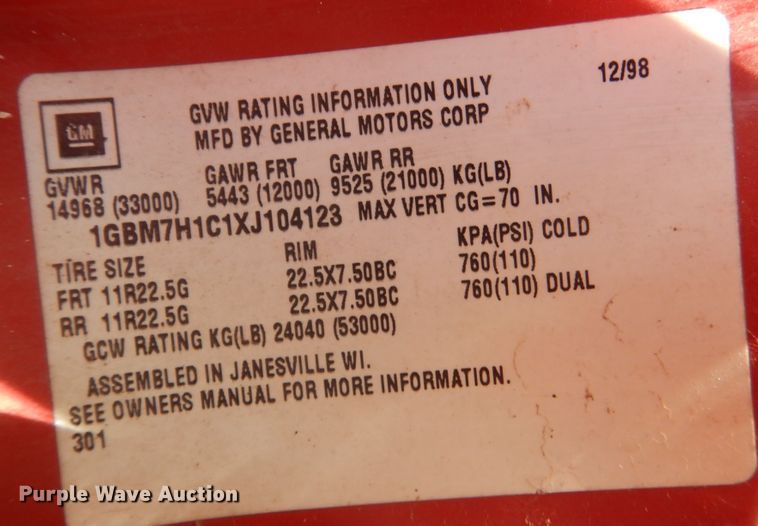 12/98
GM
GVW RATING INFORMATION ONLY
MFD BY GENERAL MOTORS CORP
GVWR GAWR FRT GAWR RR
14968 (33000) 5443 (12000) 9525 (21000) KG(LB)
1GBM7H1C1XJ104123 MAX VERT CG=70 IN.
TIRE SIZE RIM KPA(PSI) COLD
FRT 11R22.5G 22.5X7.50BC 760(110)
RR 11R22.5G 22.5X7.50BC 760(110) DUAL
GCW RATING KG(LB) 24040 (53000)
ASSEMBLED IN JANESVILLE WI.
SEE OWNERS MANUAL FOR MORE INFORMATION.
301
Purple Wave Auction